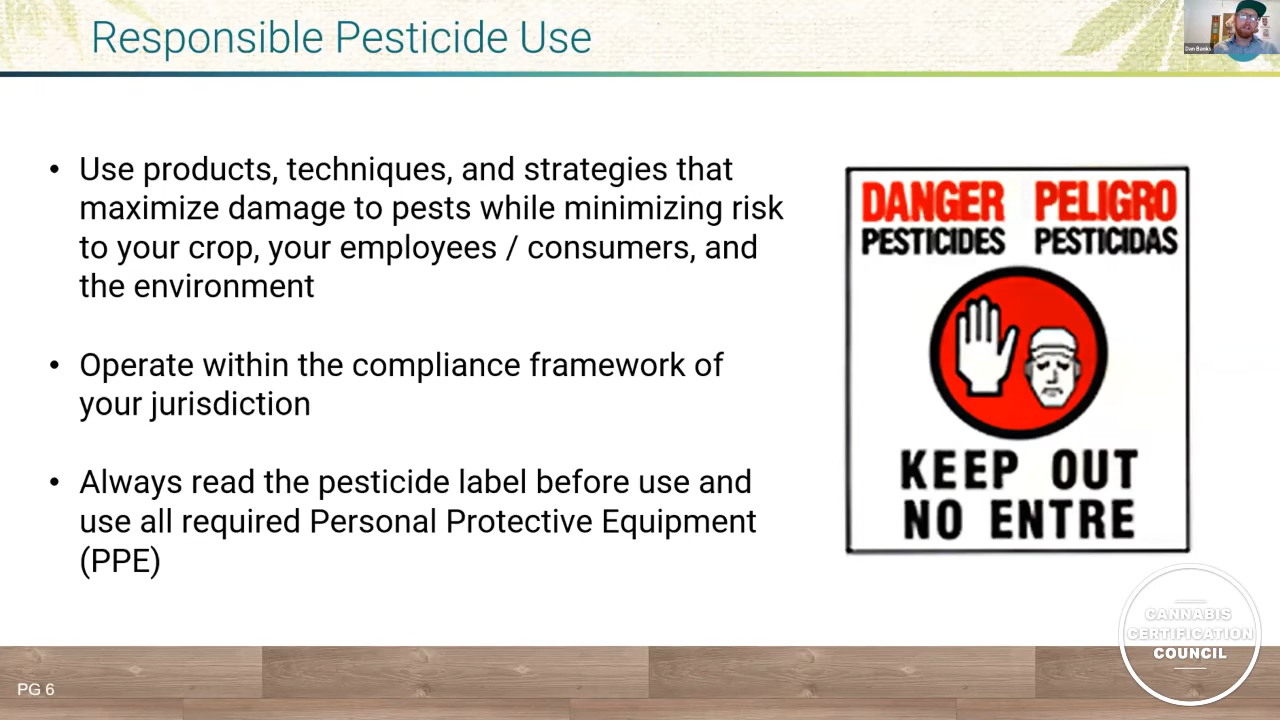 Responsible Pesticide Use
Dan Banks
• Use products, techniques, and strategies that
maximize damage to pests while minimizing risk
to your crop, your employees / consumers, and
the environment
• Operate within the compliance framework of
your jurisdiction
• Always read the pesticide label before use and
use all required Personal Protective Equipment
(PPE)
DANGER PELIGRO
PESTICIDES PESTICIDAS
KEEP OUT
NO ENTRE
CANNABIS
CERTIFICATION
COUNCIL
PG 6